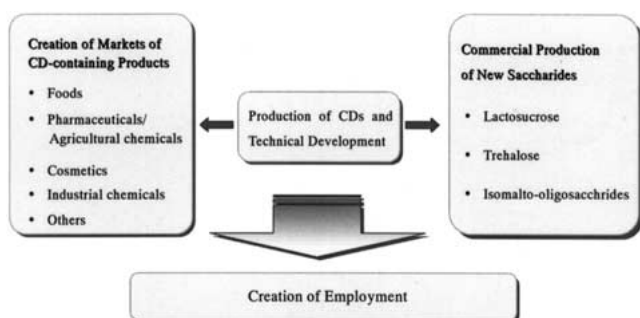 Creation of Markets of
CD-containing Products
• Foods
• Pharmaceuticals/
Agricultural chemicals
• Cosmetics
• Industrial chemicals
• Others
Production of CDs and
Technical Development
Commercial Production
of New Saccharides
• Lactosucrose
• Trehalose
• Isomalto-oligosacchrides
Creation of Employment